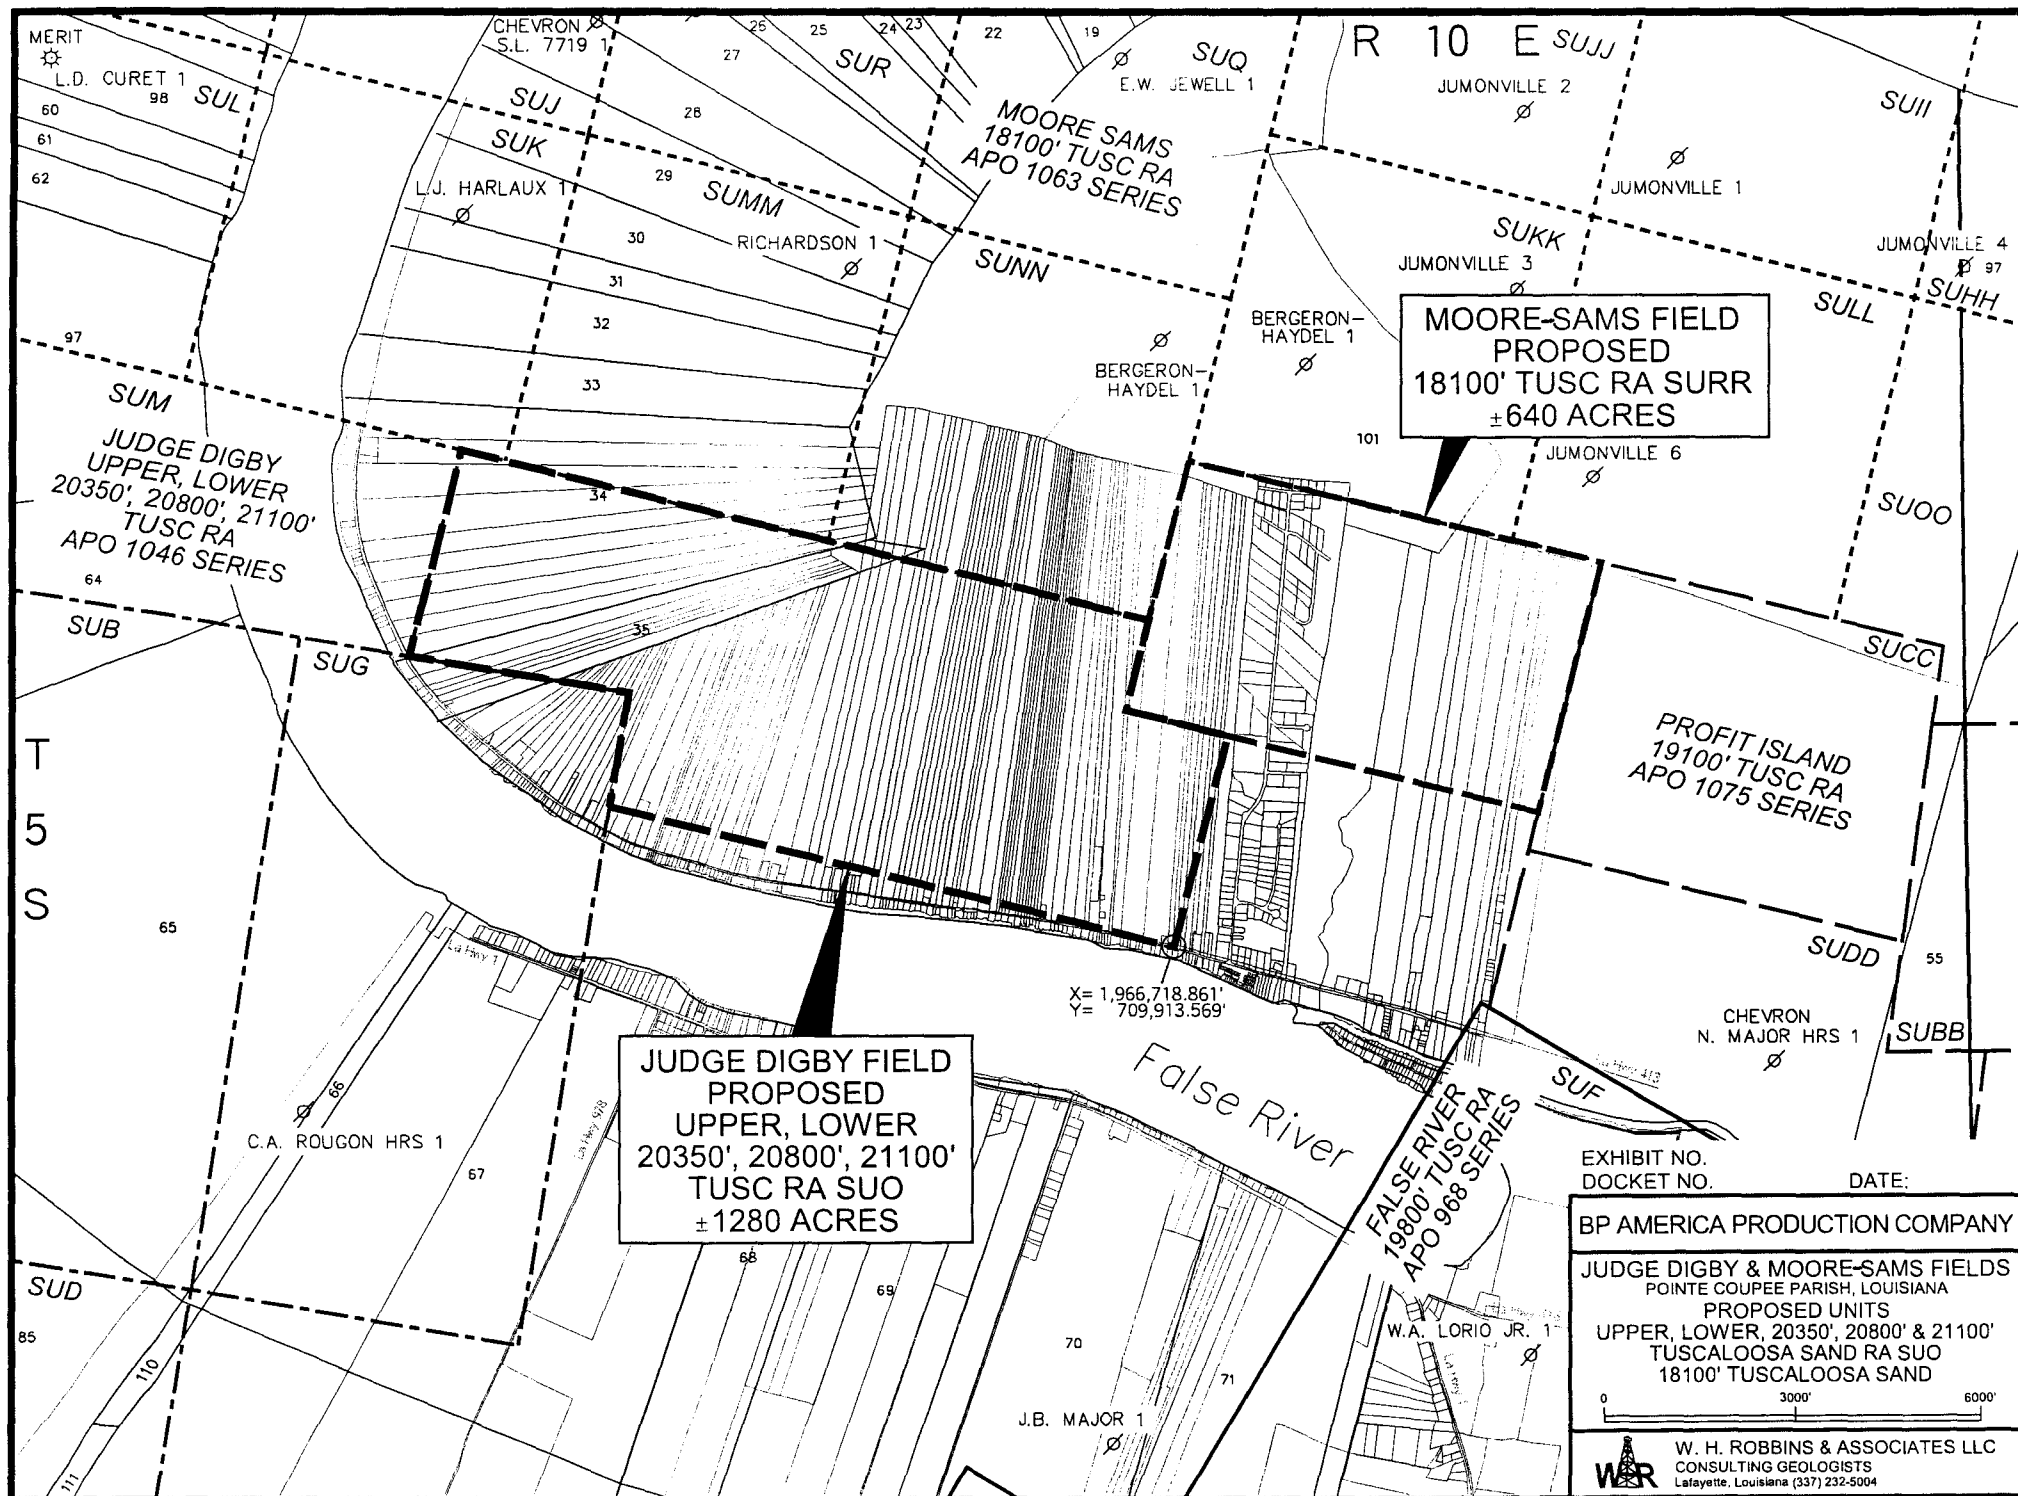 MERIT
L.D. CURET 1
98
SUL
60
61
62
97
CHEVRON
S.L. 7719 1
SUJ
SUK
L.J. HARLAUX 1
26
25
24
23
22
19
27
28
29
30
31
32
33
34
35
SUR
SUMM
RICHARDSON 1
SUQ
E.W. JEWELL 1
MOORE SAMS
18100' TUSC RA
APO 1063 SERIES
SUNN
R 10 E
SUJJ
JUMONVILLE 2
SUII
JUMONVILLE 1
SUKK
JUMONVILLE 3
JUMONVILLE 4
97
SUHH
SULL
BERGERON-
HAYDEL 1
BERGERON-
HAYDEL 1
MOORE-SAMS FIELD
PROPOSED
18100' TUSC RA SURR
±640 ACRES
101
JUMONVILLE 6
SUOO
SUM
JUDGE DIGBY
UPPER, LOWER
20350', 20800', 21100'
TUSC RA
APO 1046 SERIES
64
SUB
SUG
T
5
S
SUCC
PROFIT ISLAND
19100' TUSC RA
APO 1075 SERIES
SUDD
55
SUBB
CHEVRON
N. MAJOR HRS 1
65
La Hwy 1
X= 1,966,718.861'
Y= 709,913.569'
False River
JUDGE DIGBY FIELD
PROPOSED
UPPER, LOWER
20350', 20800', 21100'
TUSC RA SUO
±1280 ACRES
66
C.A. ROUGON HRS 1
67
La Hwy 978
68
69
70
71
SUD
85
110
111
J.B. MAJOR 1
SUF
La Hwy 413
FALSE RIVER
19800' TUSC RA
APO 968 SERIES
W.A. LORIO JR. 1
EXHIBIT NO.
DOCKET NO. DATE:
BP AMERICA PRODUCTION COMPANY
JUDGE DIGBY & MOORE-SAMS FIELDS
POINTE COUPEE PARISH, LOUISIANA
PROPOSED UNITS
UPPER, LOWER, 20350', 20800' & 21100'
TUSCALOOSA SAND RA SUO
18100' TUSCALOOSA SAND
0 3000' 6000'
W. H. ROBBINS & ASSOCIATES LLC
CONSULTING GEOLOGISTS
Lafayette, Louisiana (337) 232-5004